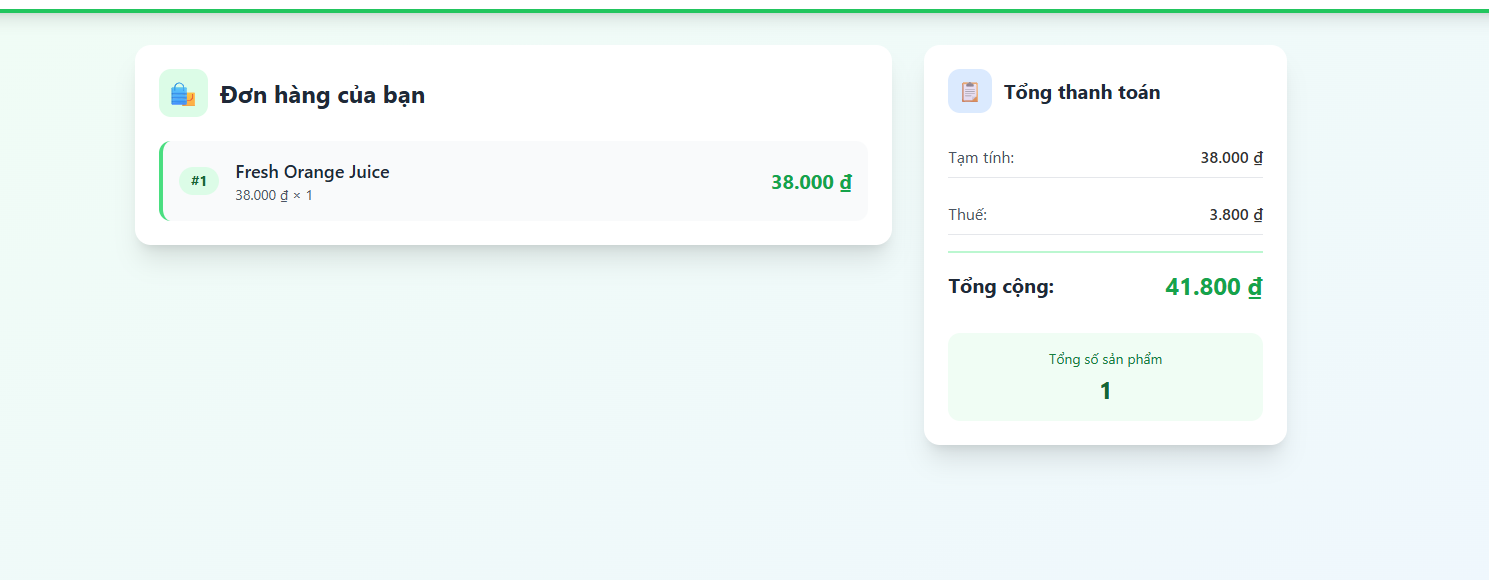 Đơn hàng của bạn
#1
Fresh Orange Juice
38.000 ₫ × 1
38.000 ₫
Tổng thanh toán
Tạm tính: 38.000 ₫
Thuế: 3.800 ₫
Tổng cộng: 41.800 ₫
Tổng số sản phẩm
1